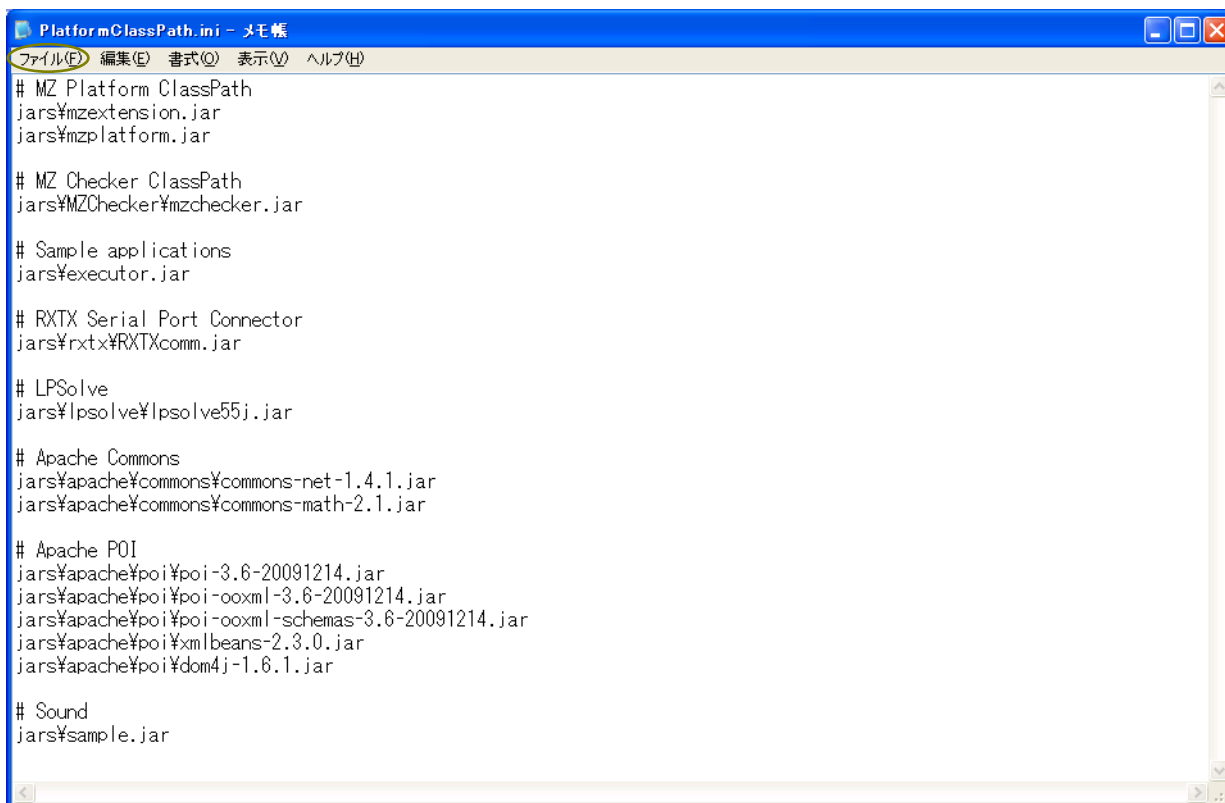 PlatformClassPath.ini - メモ帳
ファイル(F) 編集(E) 書式(O) 表示(V) ヘルプ(H)
# MZ Platform ClassPath
jars¥mzextension.jar
jars¥mzplatform.jar
# MZ Checker ClassPath
jars¥MZChecker¥mzchecker.jar
# Sample applications
jars¥executor.jar
# RXTX Serial Port Connector
jars¥rxtx¥RXTXcomm.jar
# LPSolve
jars¥lpsolve¥lpsolve55j.jar
# Apache Commons
jars¥apache¥commons¥commons-net-1.4.1.jar
jars¥apache¥commons¥commons-math-2.1.jar
# Apache POI
jars¥apache¥poi¥poi-3.6-20091214.jar
jars¥apache¥poi¥poi-ooxml-3.6-20091214.jar
jars¥apache¥poi¥poi-ooxml-schemas-3.6-20091214.jar
jars¥apache¥poi¥xmlbeans-2.3.0.jar
jars¥apache¥poi¥dom4j-1.6.1.jar
# Sound
jars¥sample.jar